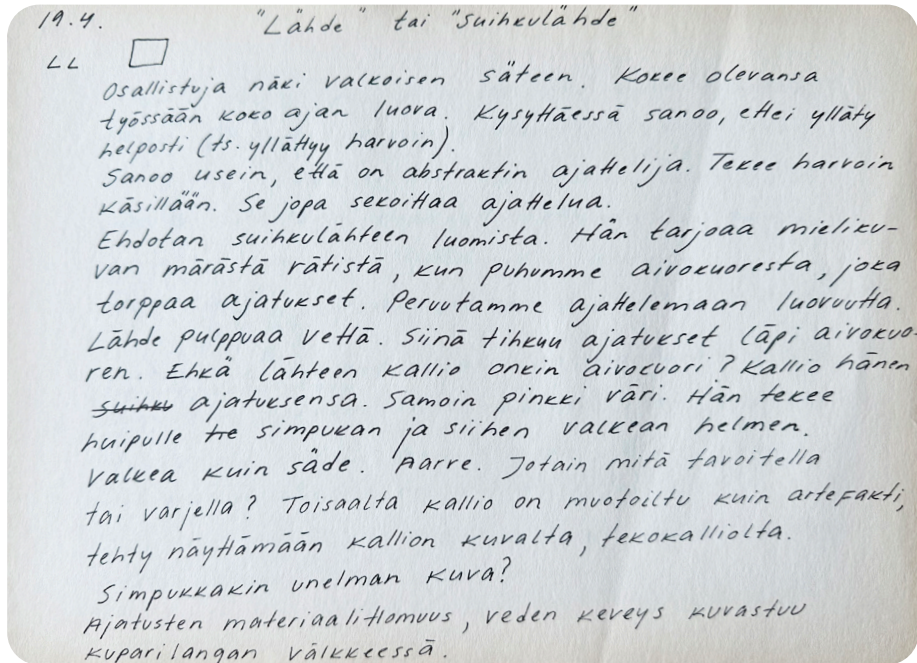 19.4. "Lähde" tai "suihkulähde"
LL
Osallistuja näki valkoisen säteen. Kokee olevansa
työssään koko ajan luova. Kysyttäessä sanoo, ettei ylläty
helposti (ts. yllättyy harvoin).
Sanoo usein, että on abstraktin ajattelija. Tekee harvoin
käsillään. Se jopa sekoittaa ajattelua.
Ehdotan suihkulähteen luomista. Hän tarjoaa mieliku-
van märästä rätistä, kun puhumme aivokuoresta, joka
torppaa ajatukset. Peruutamme ajattelemaan luovuutta.
Lähde pulppuaa vettä. Siinä tihkuu ajatukset läpi aivokuo-
ren. Ehkä lähteen kallio onkin aivokuori? Kallio hänen
suihku ajatuksensa. Samoin pinkki väri. Hän tekee
huipulle te simpukan ja siihen valkean helmen.
Valkea kuin säde. Aarre. Jotain mitä tavoitella
tai varjella? Toisaalta kallio on muotoiltu kuin artefakti,
tehty näyttämään kallion kuvalta, tekokalliolta.
Simpukkakin unelman kuva?
Ajatusten materiaalittomuus, veden keveys kuvastuu
kuparilangan välkkeessä.